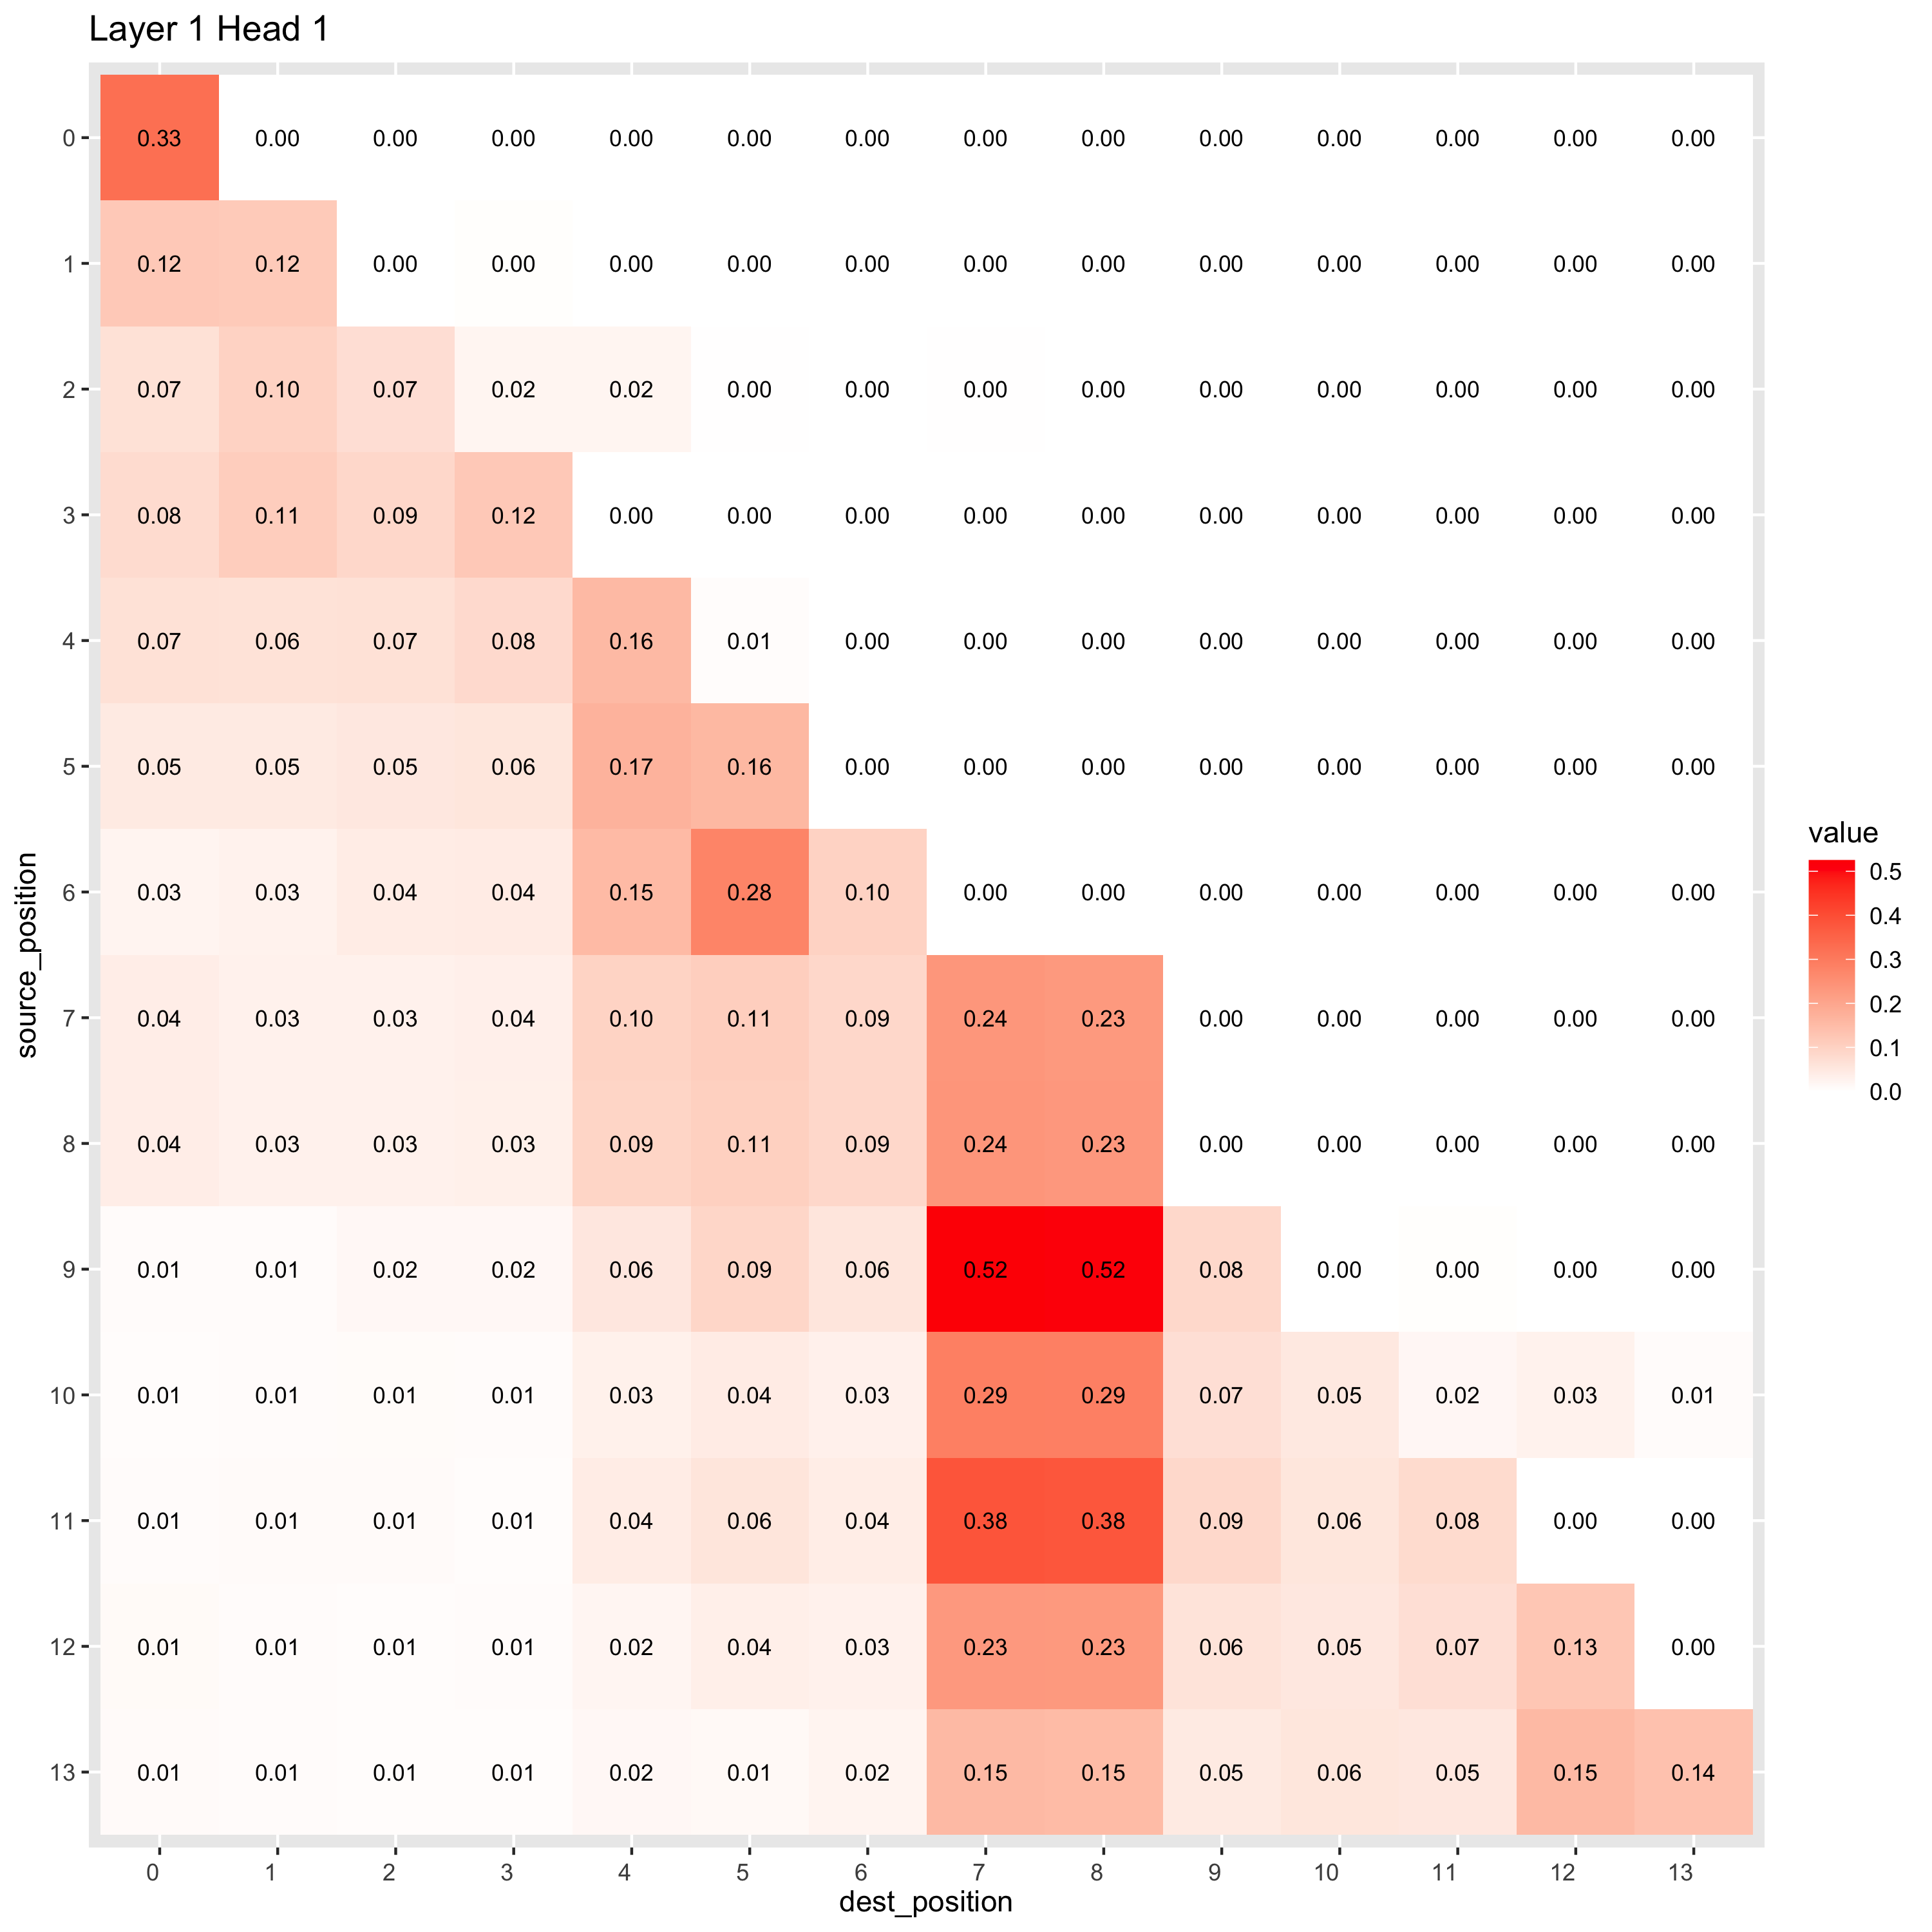 Layer 1 Head 1
0 0.33 0.00 0.00 0.00 0.00 0.00 0.00 0.00 0.00 0.00 0.00 0.00 0.00 0.00
1 0.12 0.12 0.00 0.00 0.00 0.00 0.00 0.00 0.00 0.00 0.00 0.00 0.00 0.00
2 0.07 0.10 0.07 0.02 0.02 0.00 0.00 0.00 0.00 0.00 0.00 0.00 0.00 0.00
3 0.08 0.11 0.09 0.12 0.00 0.00 0.00 0.00 0.00 0.00 0.00 0.00 0.00 0.00
4 0.07 0.06 0.07 0.08 0.16 0.01 0.00 0.00 0.00 0.00 0.00 0.00 0.00 0.00
5 0.05 0.05 0.05 0.06 0.17 0.16 0.00 0.00 0.00 0.00 0.00 0.00 0.00 0.00
6 0.03 0.03 0.04 0.04 0.15 0.28 0.10 0.00 0.00 0.00 0.00 0.00 0.00 0.00
7 0.04 0.03 0.03 0.04 0.10 0.11 0.09 0.24 0.23 0.00 0.00 0.00 0.00 0.00
8 0.04 0.03 0.03 0.03 0.09 0.11 0.09 0.24 0.23 0.00 0.00 0.00 0.00 0.00
9 0.01 0.01 0.02 0.02 0.06 0.09 0.06 0.52 0.52 0.08 0.00 0.00 0.00 0.00
10 0.01 0.01 0.01 0.01 0.03 0.04 0.03 0.29 0.29 0.07 0.05 0.02 0.03 0.01
11 0.01 0.01 0.01 0.01 0.04 0.06 0.04 0.38 0.38 0.09 0.06 0.08 0.00 0.00
12 0.01 0.01 0.01 0.01 0.02 0.04 0.03 0.23 0.23 0.06 0.05 0.07 0.13 0.00
13 0.01 0.01 0.01 0.01 0.02 0.01 0.02 0.15 0.15 0.05 0.06 0.05 0.15 0.14
0 1 2 3 4 5 6 7 8 9 10 11 12 13
dest_position
source_position
value
0.5
0.4
0.3
0.2
0.1
0.0